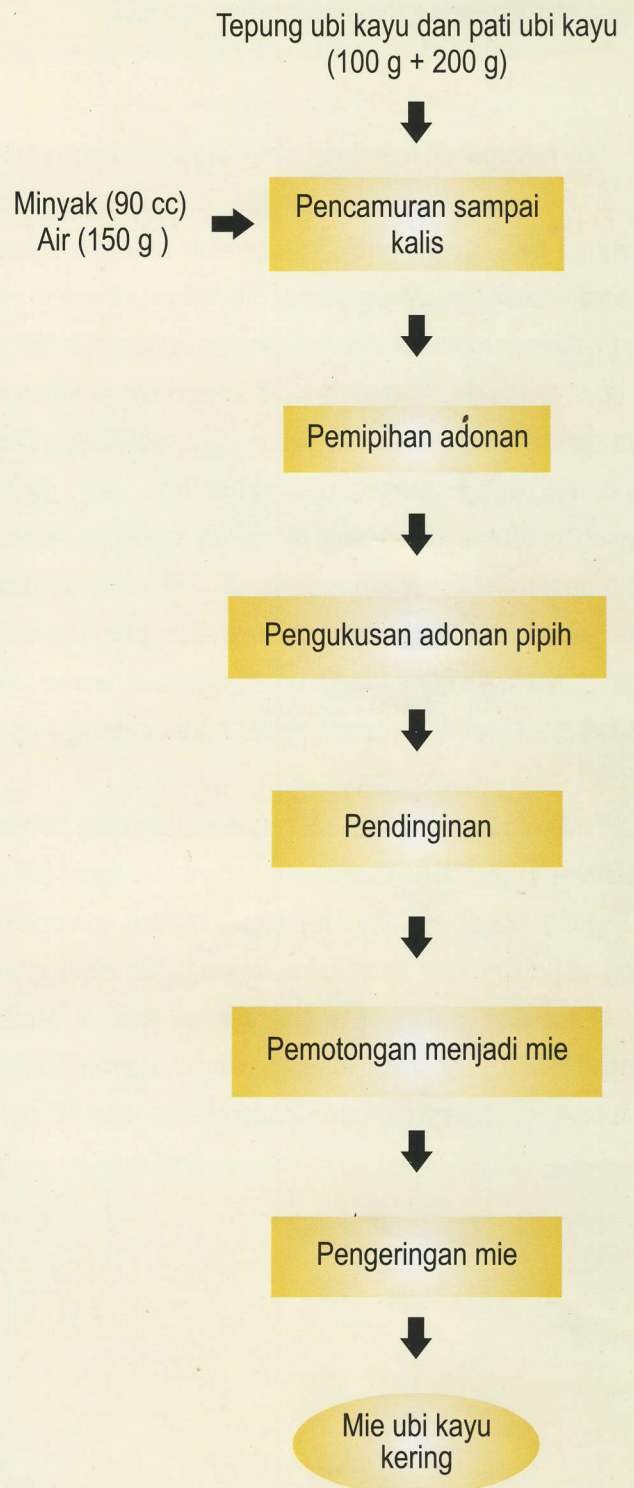 Tepung ubi kayu dan pati ubi kayu
(100 g + 200 g)
Minyak (90 cc)
Air (150 g )
Pencamuran sampai
kalis
Pemipihan adonan
Pengukusan adonan pipih
Pendinginan
Pemotongan menjadi mie
Pengeringan mie
Mie ubi kayu
kering